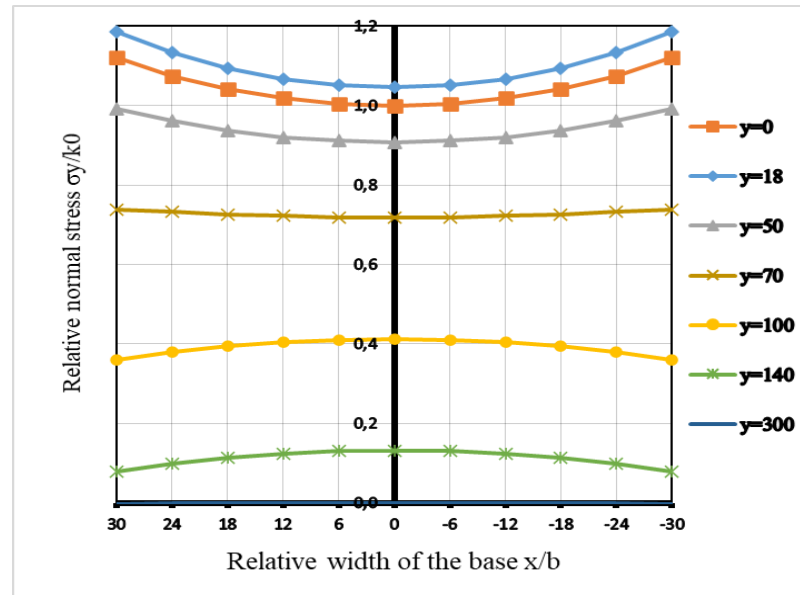 Relative normal stress σy/k0
1,2
1,0
0,8
0,6
0,4
0,2
0,0
30 24 18 12 6 0 -6 -12 -18 -24 -30
Relative width of the base x/b
y=0
y=18
y=50
y=70
y=100
y=140
y=300